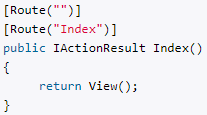 [Route("")]
[Route("Index")]
public IActionResult Index()
{
    return View();
}